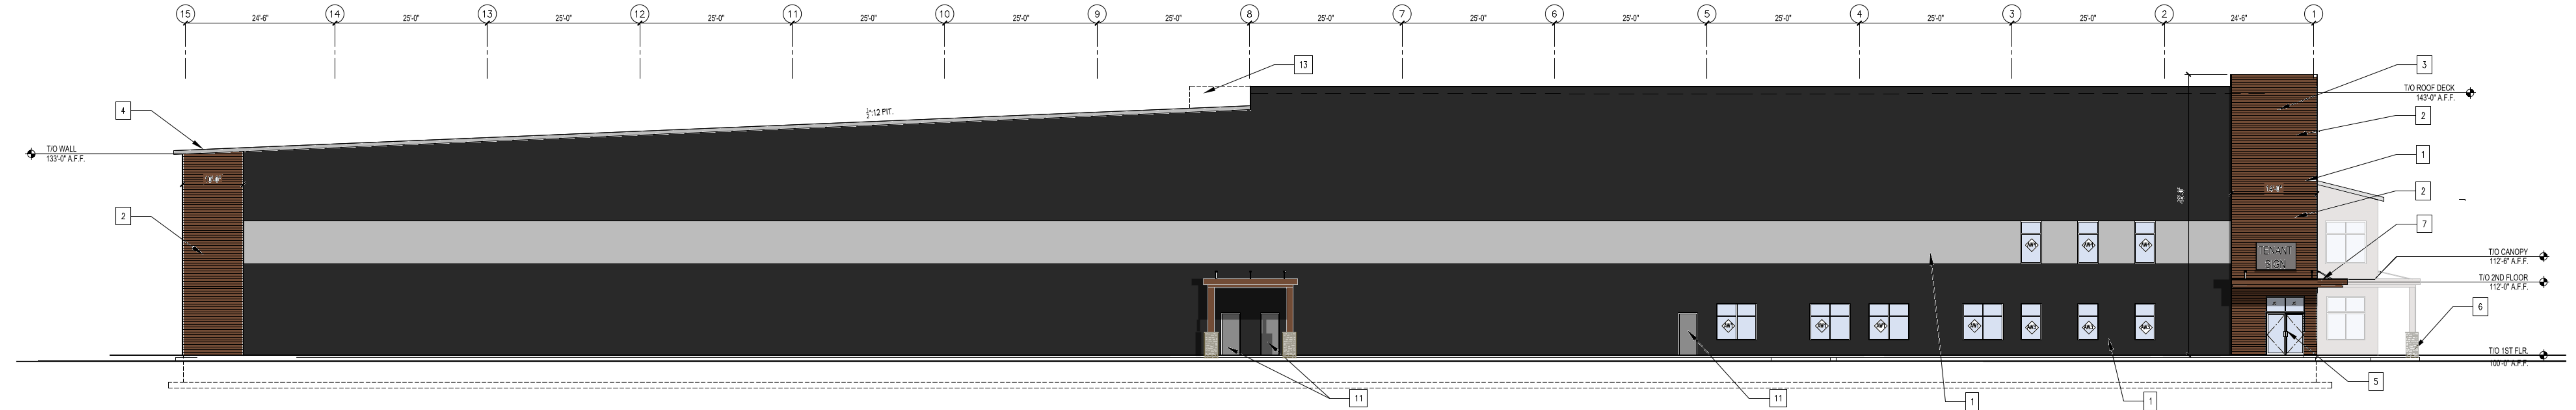 15 14 13 12 11 10 9 8 7 6 5 4 3 2 1
24'-6" 25'-0" 25'-0" 25'-0" 25'-0" 25'-0" 25'-0" 25'-0" 25'-0" 25'-0" 25'-0" 25'-0" 25'-0" 24'-6"
13
3
T/O ROOF DECK
143'-0" A.F.F.
4
:12 PIT.
2
T/O WALL
133'-0" A.F.F.
1
2
2
7
TENANT
SIGN
T/O CANOPY
112'-6" A.F.F.
T/O 2ND FLOOR
112'-0" A.F.F.
6
T/O 1ST FLR.
100'-0" A.F.F.
5
11
11
1
1